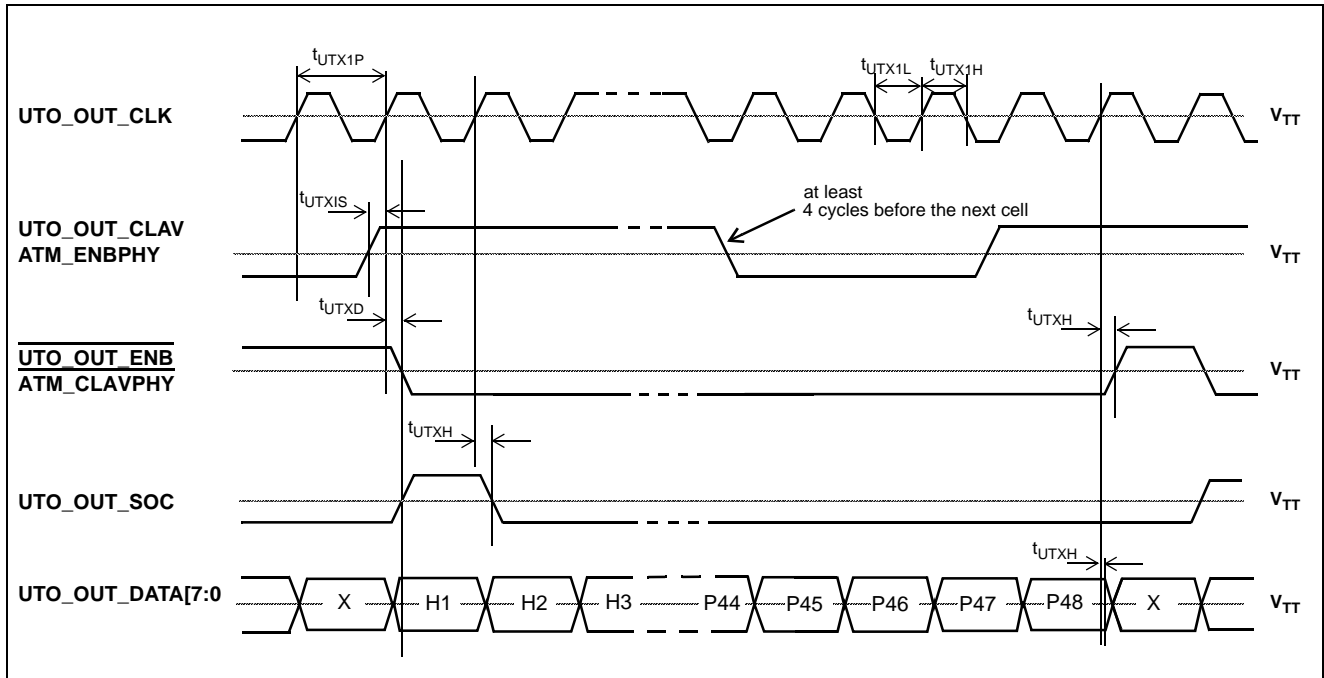 tUTX1P
tUTX1L tUTX1H
UTO_OUT_CLK
VTT
tUTXIS
at least
4 cycles before the next cell
UTO_OUT_CLAV
ATM_ENBPHY
VTT
tUTXD
tUTXH
UTO_OUT_ENB
ATM_CLAVPHY
VTT
tUTXH
UTO_OUT_SOC
VTT
tUTXH
UTO_OUT_DATA[7:0
X H1 H2 H3 P44 P45 P46 P47 P48 X
VTT